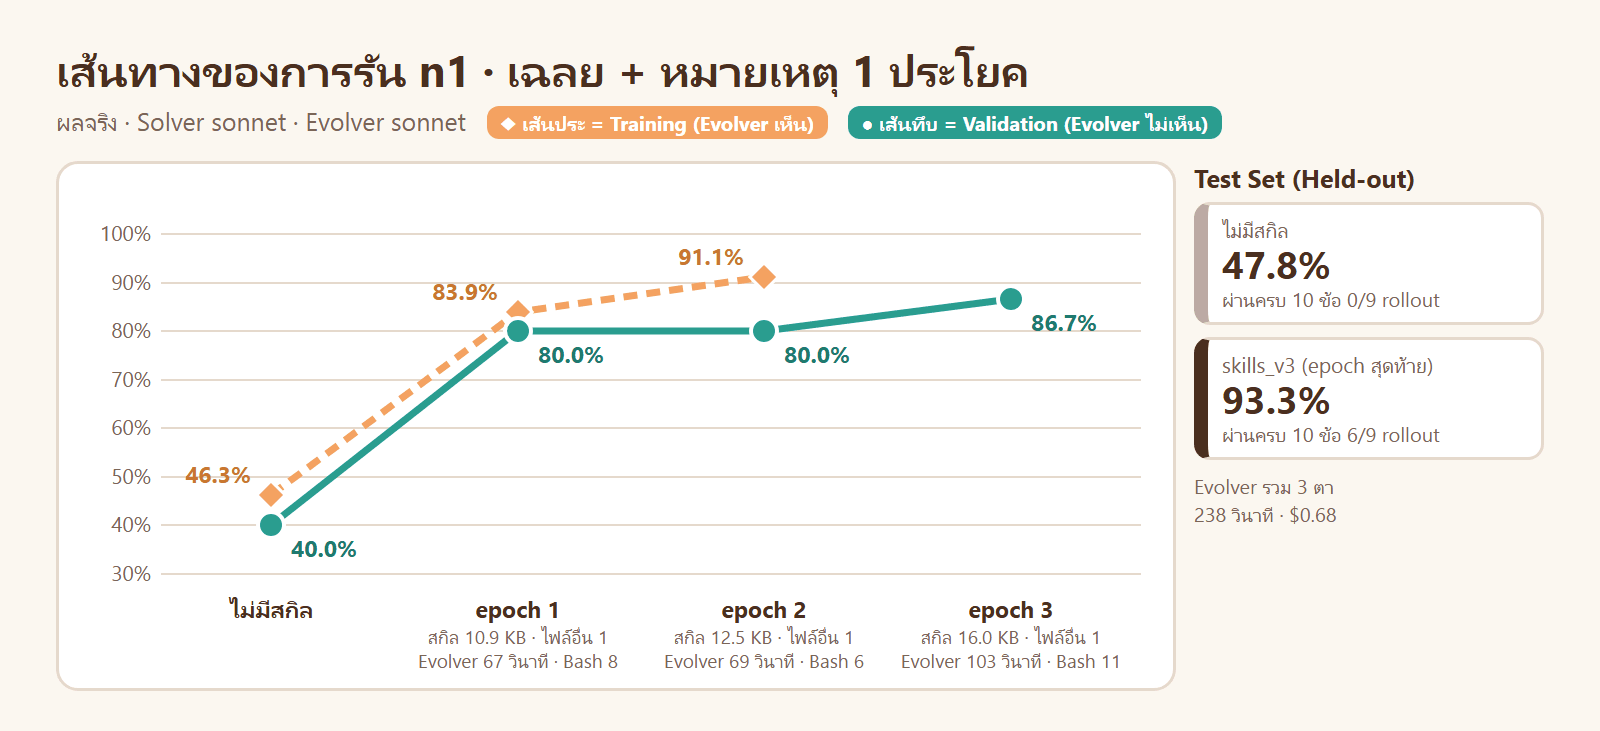 เส้นทางของการรัน n1 · เฉลย + หมายเหตุ 1 ประโยค
ผลจริง · Solver sonnet · Evolver sonnet
◆ เส้นประ = Training (Evolver เห็น)
● เส้นทึบ = Validation (Evolver ไม่เห็น)
100%
90%
80%
70%
60%
50%
40%
30%
46.3%
83.9%
91.1%
40.0%
80.0%
80.0%
86.7%
ไม่มีสกิล
epoch 1
สกิล 10.9 KB · ไฟล์อื่น 1
Evolver 67 วินาที · Bash 8
epoch 2
สกิล 12.5 KB · ไฟล์อื่น 1
Evolver 69 วินาที · Bash 6
epoch 3
สกิล 16.0 KB · ไฟล์อื่น 1
Evolver 103 วินาที · Bash 11
Test Set (Held-out)
ไม่มีสกิล
47.8%
ผ่านครบ 10 ข้อ 0/9 rollout
skills_v3 (epoch สุดท้าย)
93.3%
ผ่านครบ 10 ข้อ 6/9 rollout
Evolver รวม 3 ตา
238 วินาที · $0.68